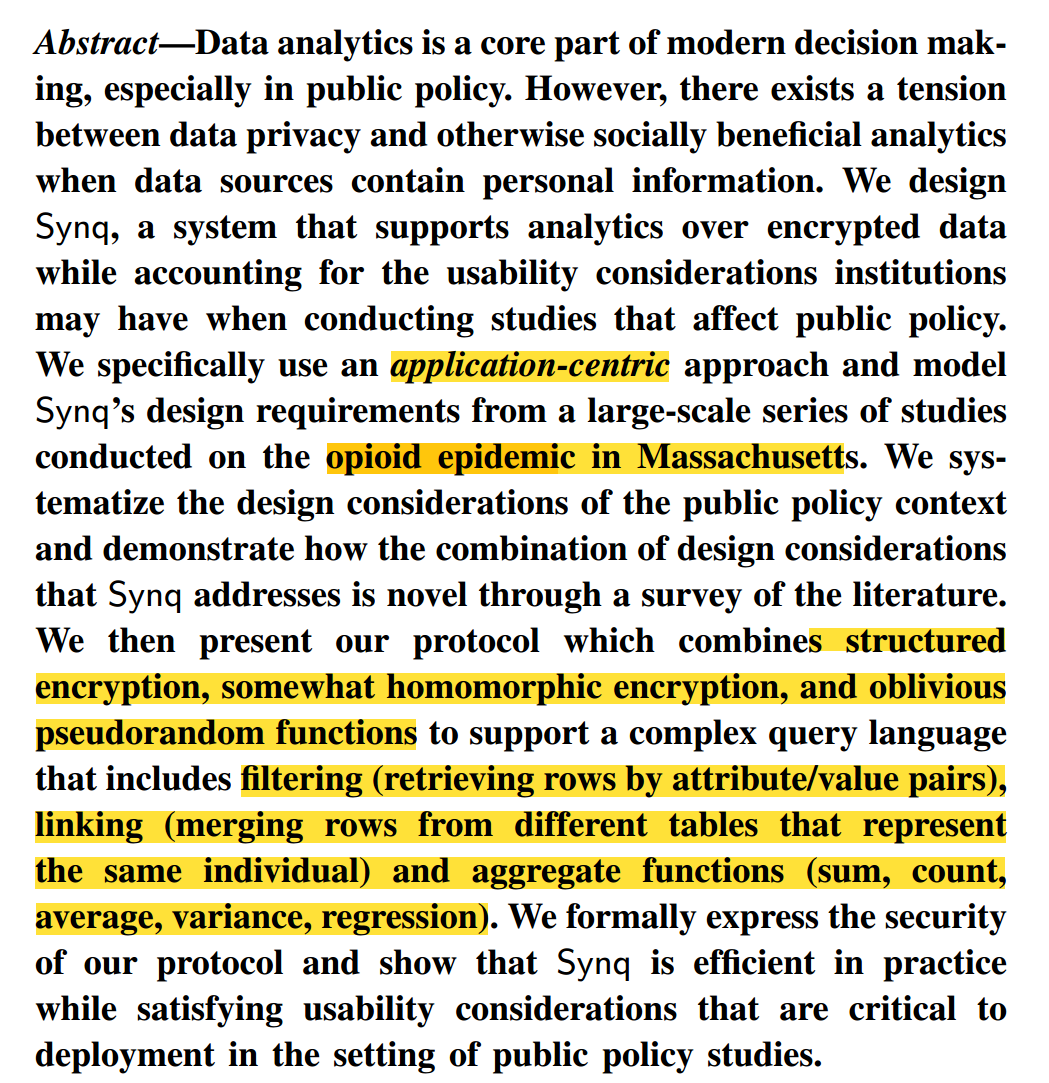 Abstract—Data analytics is a core part of modern decision mak-
ing, especially in public policy. However, there exists a tension
between data privacy and otherwise socially beneficial analytics
when data sources contain personal information. We design
Synq, a system that supports analytics over encrypted data
while accounting for the usability considerations institutions
may have when conducting studies that affect public policy.
We specifically use an application-centric approach and model
Synq’s design requirements from a large-scale series of studies
conducted on the opioid epidemic in Massachusetts. We sys-
tematize the design considerations of the public policy context
and demonstrate how the combination of design considerations
that Synq addresses is novel through a survey of the literature.
We then present our protocol which combines structured
encryption, somewhat homomorphic encryption, and oblivious
pseudorandom functions to support a complex query language
that includes filtering (retrieving rows by attribute/value pairs),
linking (merging rows from different tables that represent
the same individual) and aggregate functions (sum, count,
average, variance, regression). We formally express the security
of our protocol and show that Synq is efficient in practice
while satisfying usability considerations that are critical to
deployment in the setting of public policy studies.